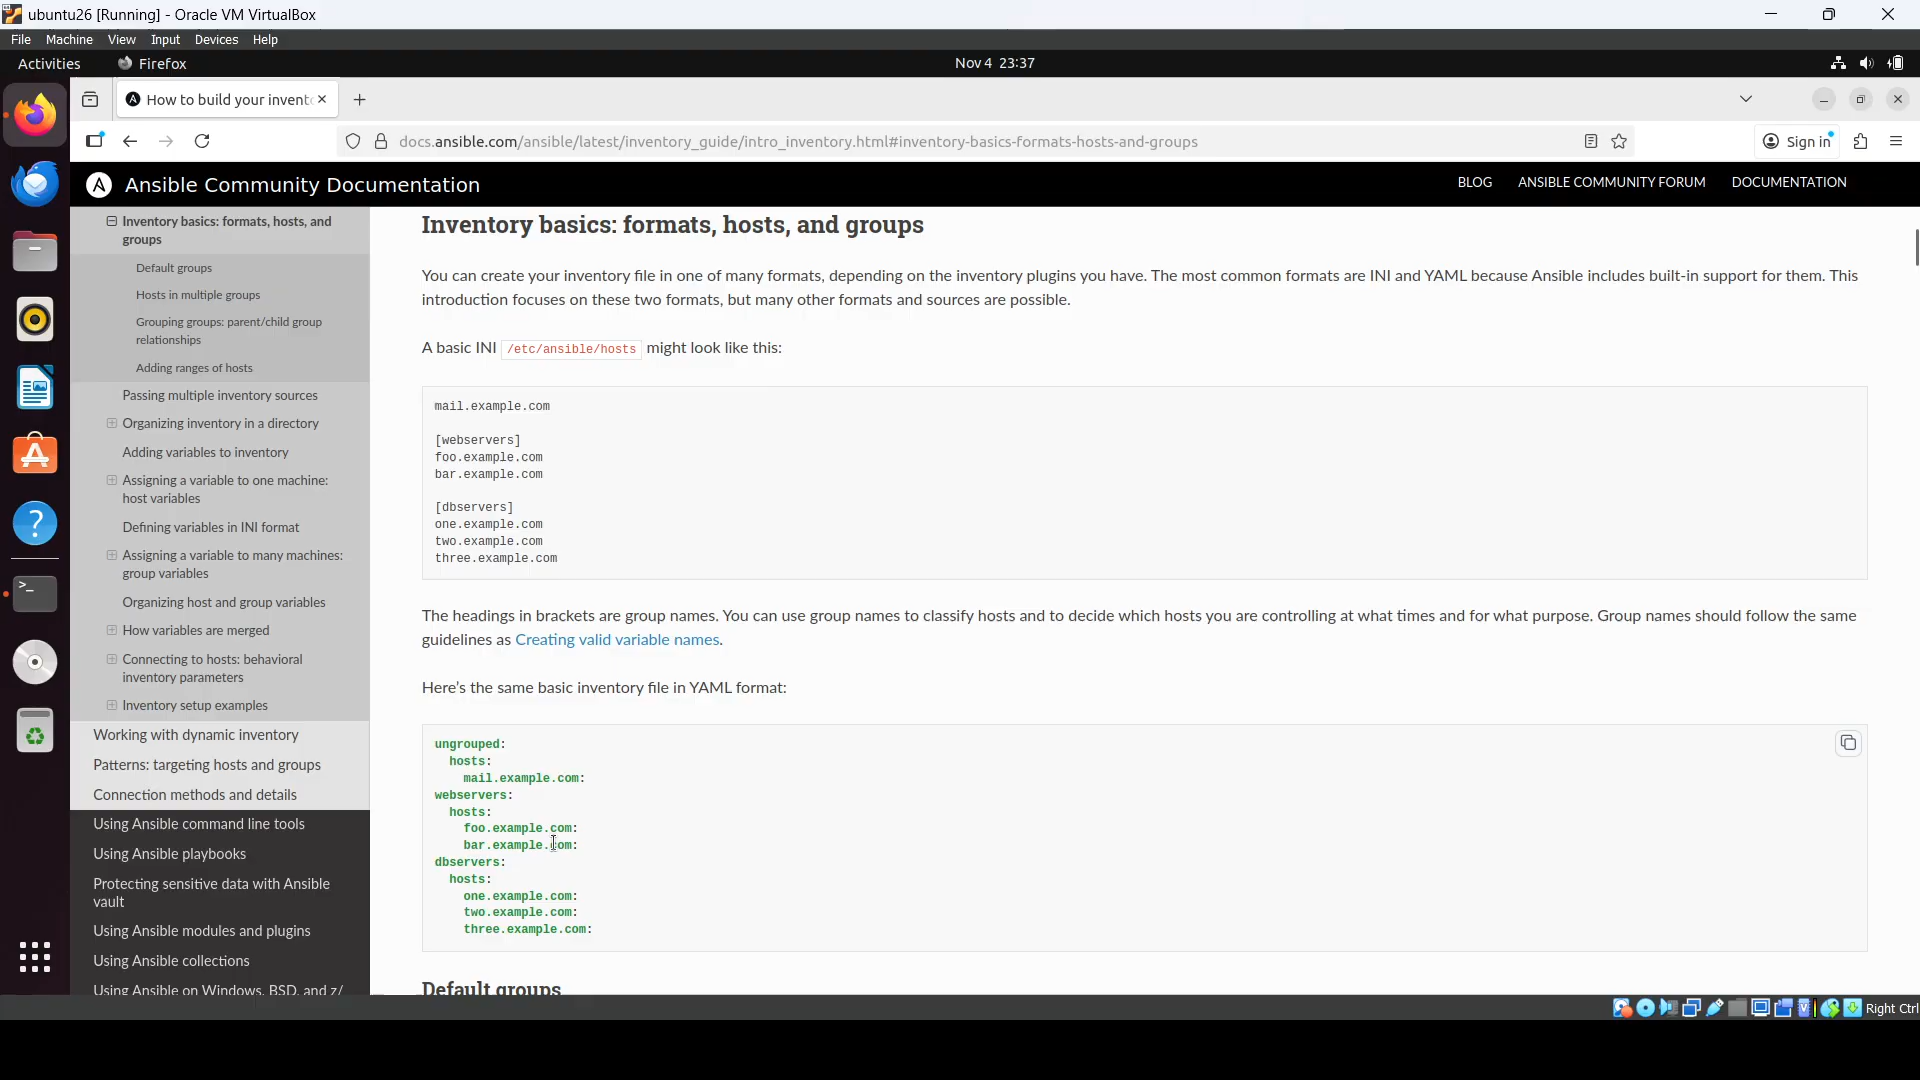 ubuntu26 [Running] - Oracle VM VirtualBox
File Machine View Input Devices Help
Activities Firefox Nov 4 23:37
How to build your invent
docs.ansible.com/ansible/latest/inventory_guide/intro_inventory.html#inventory-basics-formats-hosts-and-groups
Sign in
Ansible Community Documentation
BLOG ANSIBLE COMMUNITY FORUM DOCUMENTATION
Inventory basics: formats, hosts, and
groups
Default groups
Hosts in multiple groups
Grouping groups: parent/child group
relationships
Adding ranges of hosts
Passing multiple inventory sources
Organizing inventory in a directory
Adding variables to inventory
Assigning a variable to one machine:
host variables
Defining variables in INI format
Assigning a variable to many machines:
group variables
Organizing host and group variables
How variables are merged
Connecting to hosts: behavioral
inventory parameters
Inventory setup examples
Working with dynamic inventory
Patterns: targeting hosts and groups
Connection methods and details
Using Ansible command line tools
Using Ansible playbooks
Protecting sensitive data with Ansible
vault
Using Ansible modules and plugins
Using Ansible collections
Using Ansible on Windows, BSD, and z/
Inventory basics: formats, hosts, and groups
You can create your inventory file in one of many formats, depending on the inventory plugins you have. The most common formats are INI and YAML because Ansible includes built-in support for them. This
introduction focuses on these two formats, but many other formats and sources are possible.
A basic INI /etc/ansible/hosts might look like this:
mail.example.com
[webservers]
foo.example.com
bar.example.com
[dbservers]
one.example.com
two.example.com
three.example.com
The headings in brackets are group names. You can use group names to classify hosts and to decide which hosts you are controlling at what times and for what purpose. Group names should follow the same
guidelines as Creating valid variable names.
Here’s the same basic inventory file in YAML format:
ungrouped:
hosts:
mail.example.com:
webservers:
hosts:
foo.example.com:
bar.example.com:
dbservers:
hosts:
one.example.com:
two.example.com:
three.example.com:
Default groups
Right Ctrl